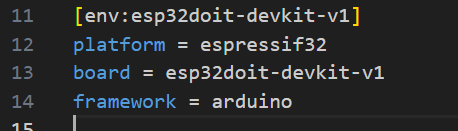 11 [env:esp32doit-devkit-v1]
12 platform = espressif32
13 board = esp32doit-devkit-v1
14 framework = arduino
15